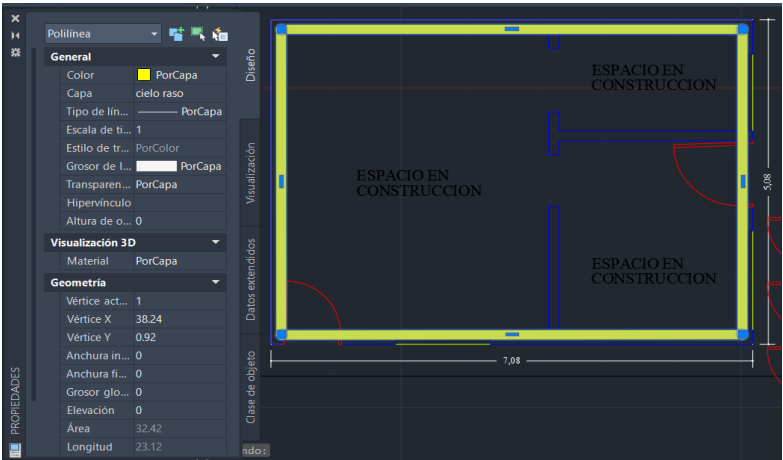 Polilínea
General
Color PorCapa
Capa cielo raso
Tipo de lín... PorCapa
Escala de ti... 1
Estilo de tr... PorColor
Grosor de l... PorCapa
Transparen... PorCapa
Hipervínculo
Altura de o... 0
Visualización 3D
Material PorCapa
Geometría
Vértice act... 1
Vértice X 38.24
Vértice Y 0.92
Anchura in... 0
Anchura fi... 0
Grosor glo... 0
Elevación 0
Área 32.42
Longitud 23.12
PROPIEDADES
Diseño
Visualización
Datos extendidos
Clase de objeto
ndo:
ESPACIO EN
CONSTRUCCION
ESPACIO EN
CONSTRUCCION
ESPACIO EN
CONSTRUCCION
5,08
7,08